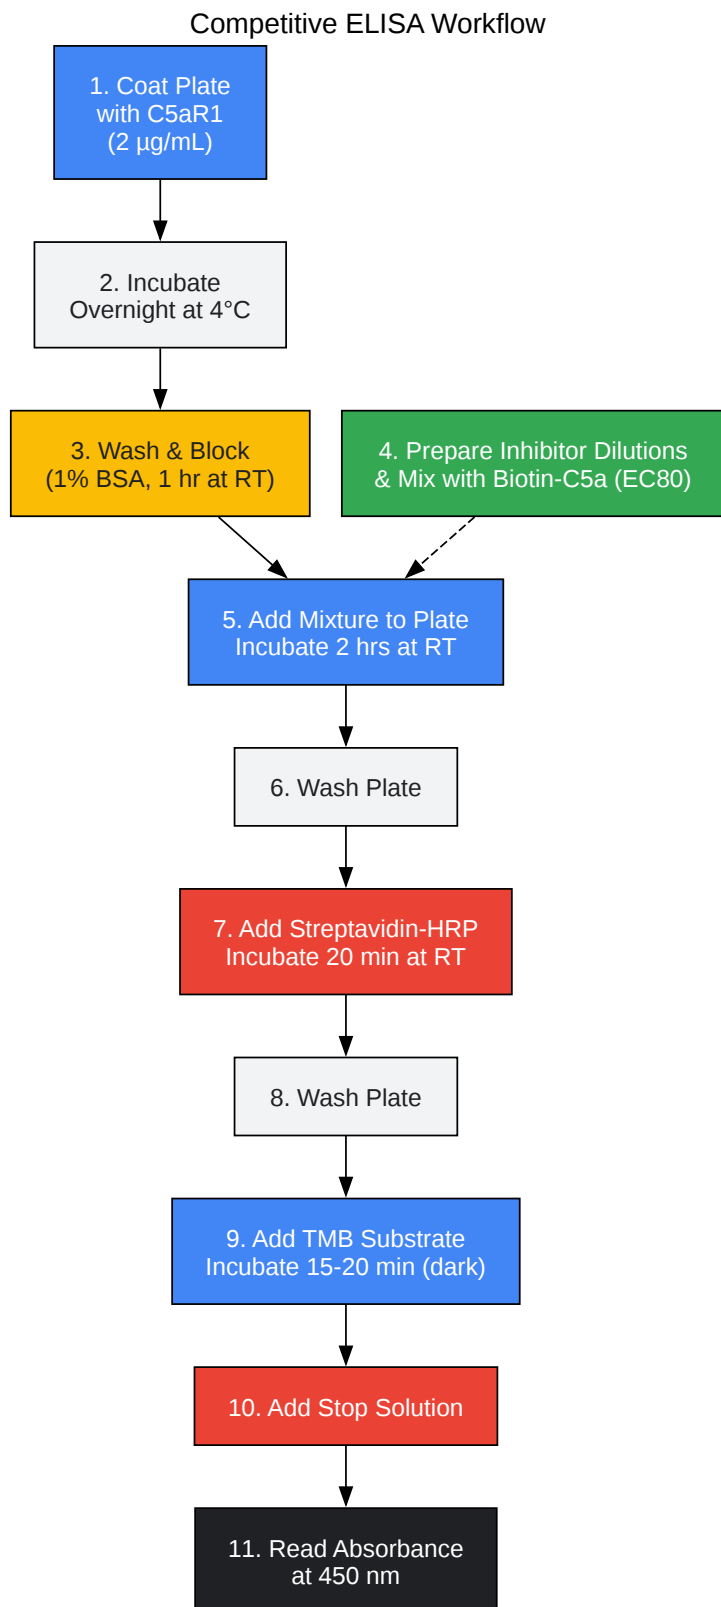 Competitive ELISA Workflow
1. Coat Plate
with C5aR1
(2 µg/mL)
2. Incubate
Overnight at 4°C
3. Wash & Block
(1% BSA, 1 hr at RT)
4. Prepare Inhibitor Dilutions
& Mix with Biotin-C5a (EC80)
5. Add Mixture to Plate
Incubate 2 hrs at RT
6. Wash Plate
7. Add Streptavidin-HRP
Incubate 20 min at RT
8. Wash Plate
9. Add TMB Substrate
Incubate 15-20 min (dark)
10. Add Stop Solution
11. Read Absorbance
at 450 nm